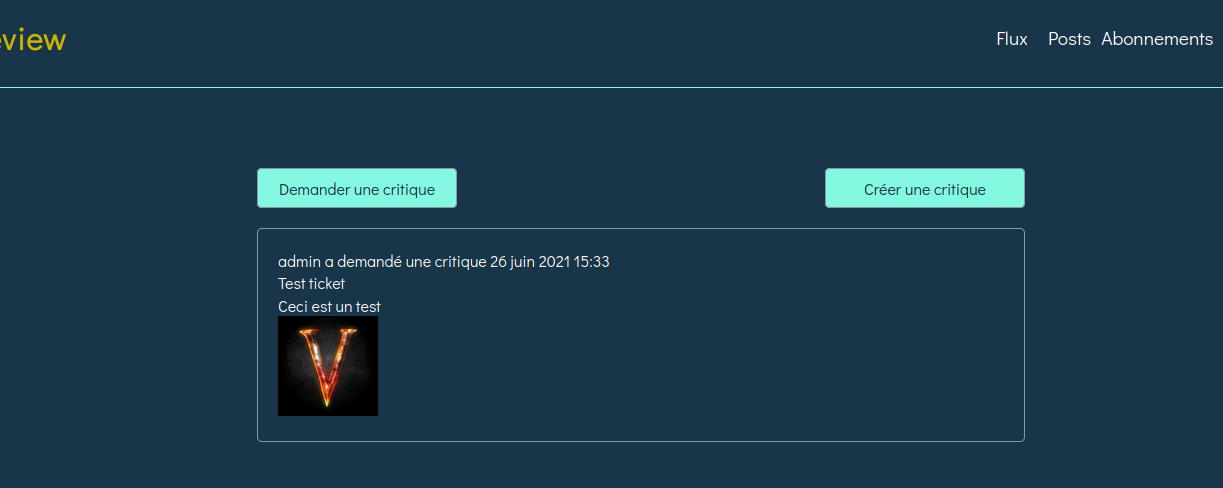 eview
Flux Posts Abonnements
Demander une critique
Créer une critique
admin a demandé une critique 26 juin 2021 15:33
Test ticket
Ceci est un test
V